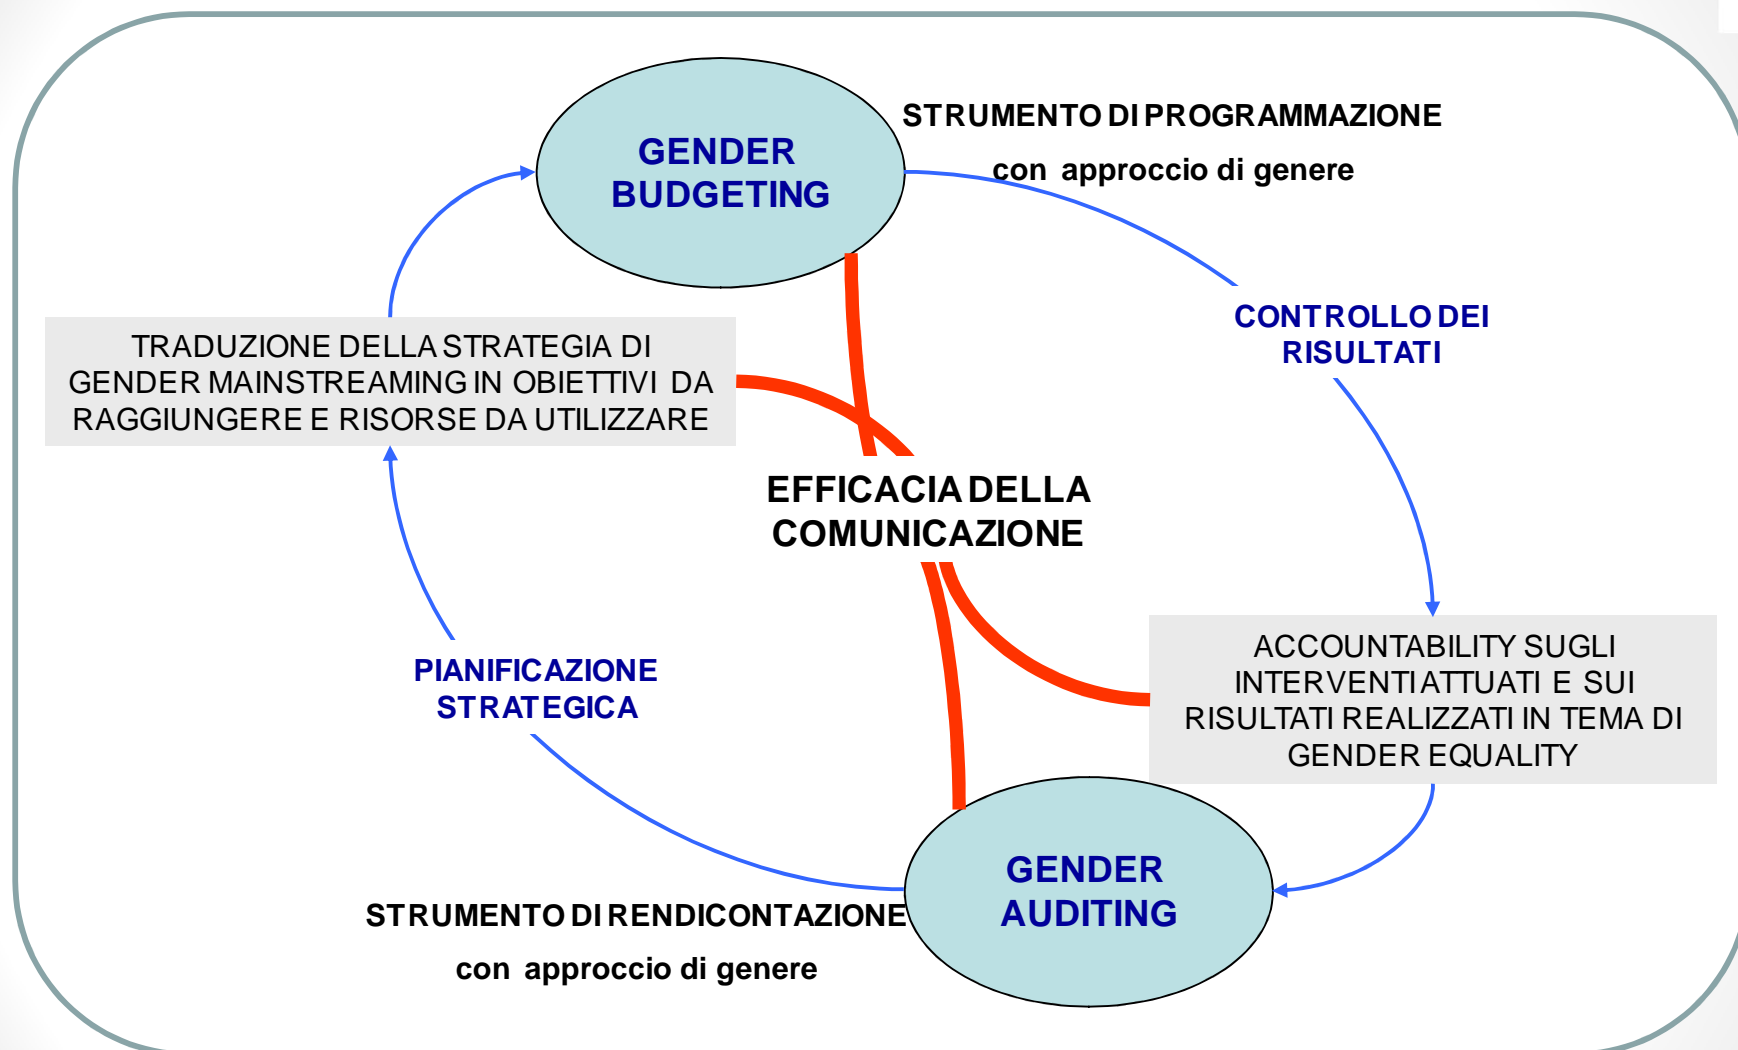 GENDER
BUDGETING
STRUMENTO DI PROGRAMMAZIONE
con approccio di genere
CONTROLLO DEI
RISULTATI
TRADUZIONE DELLA STRATEGIA DI
GENDER MAINSTREAMING IN OBIETTIVI DA
RAGGIUNGERE E RISORSE DA UTILIZZARE
EFFICACIA DELLA
COMUNICAZIONE
PIANIFICAZIONE
STRATEGICA
ACCOUNTABILITY SUGLI
INTERVENTI ATTUATI E SUI
RISULTATI REALIZZATI IN TEMA DI
GENDER EQUALITY
GENDER
AUDITING
STRUMENTO DI RENDICONTAZIONE
con approccio di genere